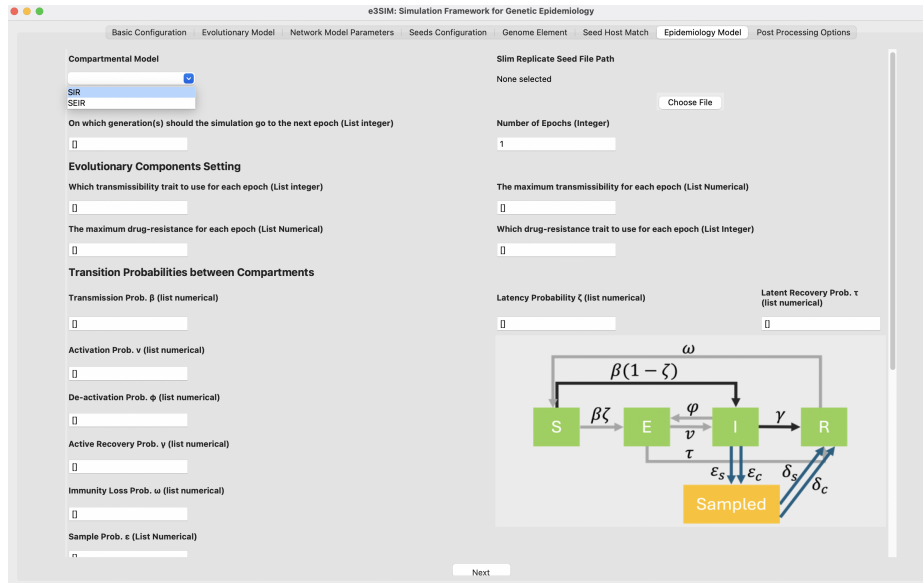 e3SIM: Simulation Framework for Genetic Epidemiology
Basic Configuration
Evolutionary Model
Network Model Parameters
Seeds Configuration
Genome Element
Seed Host Match
Epidemiology Model
Post Processing Options
Compartmental Model
SIR
SEIR
Slim Replicate Seed File Path
None selected
Choose File
On which generation(s) should the simulation go to the next epoch (List integer)
[]
Number of Epochs (Integer)
1
Evolutionary Components Setting
Which transmissibility trait to use for each epoch (List integer)
[]
The maximum transmissibility for each epoch (List Numerical)
[]
The maximum drug-resistance for each epoch (List Numerical)
[]
Which drug-resistance trait to use for each epoch (List Integer)
[]
Transition Probabilities between Compartments
Transmission Prob. β (list numerical)
[]
Latency Probability ζ (list numerical)
[]
Latent Recovery Prob. τ
(list numerical)
[]
Activation Prob. v (list numerical)
[]
De-activation Prob. φ (list numerical)
[]
Active Recovery Prob. γ (list numerical)
[]
Immunity Loss Prob. ω (list numerical)
[]
Sample Prob. ε (List Numerical)
ω
β(1 − ζ)
S
βζ
E
φ
v
I
γ
R
τ
εs
εc
δs
δc
Sampled
Next